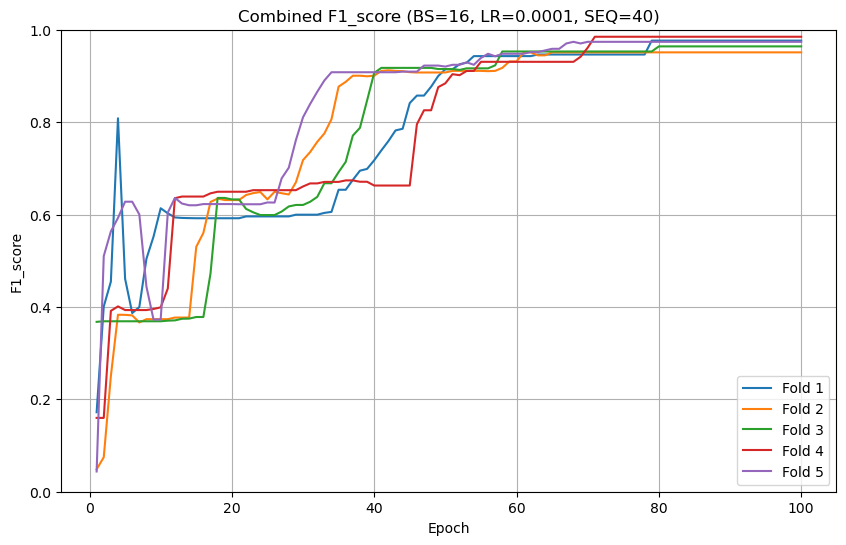 Combined F1_score (BS=16, LR=0.0001, SEQ=40)
F1_score
1.0
0.8
0.6
0.4
0.2
0.0
0 20 40 60 80 100
Epoch
Fold 1
Fold 2
Fold 3
Fold 4
Fold 5